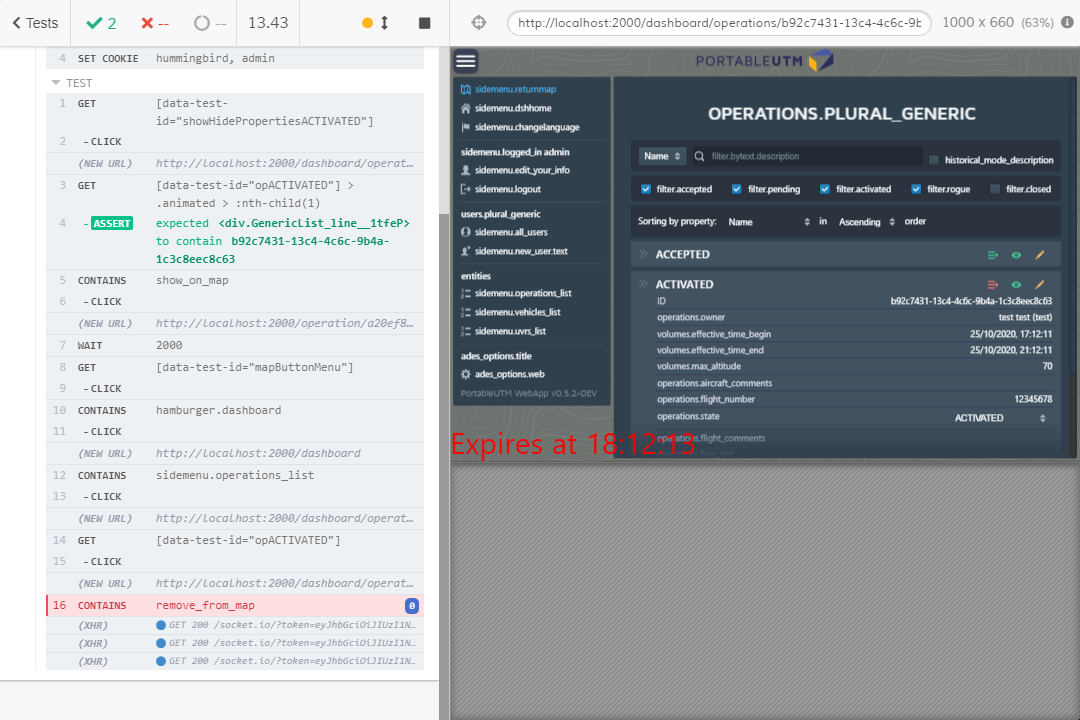 Tests
2
--
--
13.43
http://localhost:2000/dashboard/operations/b92c7431-13c4-4c6c-9b
1000 x 660 (63%)
4 SET COOKIE hummingbird, admin
TEST
1 GET [data-test-
id="showHidePropertiesACTIVATED"]
2 -CLICK
(NEW URL) http://localhost:2000/dashboard/operat…
3 GET [data-test-id="opACTIVATED"] >
.animated > :nth-child(1)
4 -ASSERT expected <div.GenericList_line__1tfeP>
to contain b92c7431-13c4-4c6c-9b4a-
1c3c8eec8c63
5 CONTAINS show_on_map
6 -CLICK
(NEW URL) http://localhost:2000/operation/a20ef8…
7 WAIT 2000
8 GET [data-test-id="mapButtonMenu"]
9 -CLICK
10 CONTAINS hamburger.dashboard
11 -CLICK
(NEW URL) http://localhost:2000/dashboard
12 CONTAINS sidemenu.operations_list
13 -CLICK
(NEW URL) http://localhost:2000/dashboard/operat…
14 GET [data-test-id="opACTIVATED"]
15 -CLICK
(NEW URL) http://localhost:2000/dashboard/operat…
16 CONTAINS remove_from_map 0
(XHR) GET 200 /socket.io/?token=eyJhbGciOiJIUzI1N…
(XHR) GET 200 /socket.io/?token=eyJhbGciOiJIUzI1N…
(XHR) GET 200 /socket.io/?token=eyJhbGciOiJIUzI1N…
PORTABLEUTM
sidemenu.returnmap
sidemenu.dshhome
sidemenu.changelanguage
sidemenu.logged_in admin
sidemenu.edit_your_info
sidemenu.logout
users.plural_generic
sidemenu.all_users
sidemenu.new_user.text
entities
sidemenu.operations_list
sidemenu.vehicles_list
sidemenu.uvrs_list
ades_options.title
ades_options.web
PortableUTM WebApp v0.5.2-DEV
OPERATIONS.PLURAL_GENERIC
Name filter.bytext.description historical_mode_description
filter.accepted filter.pending filter.activated filter.rogue filter.closed
Sorting by property: Name in Ascending order
ACCEPTED
ACTIVATED
ID b92c7431-13c4-4c6c-9b4a-1c3c8eec8c63
operations.owner test test (test)
volumes.effective_time_begin 25/10/2020, 17:12:11
volumes.effective_time_end 25/10/2020, 21:12:11
volumes.max_altitude 70
operations.aircraft_comments
operations.flight_number 12345678
operations.state ACTIVATED
operations.flight_comments
Expires at 18:12:13